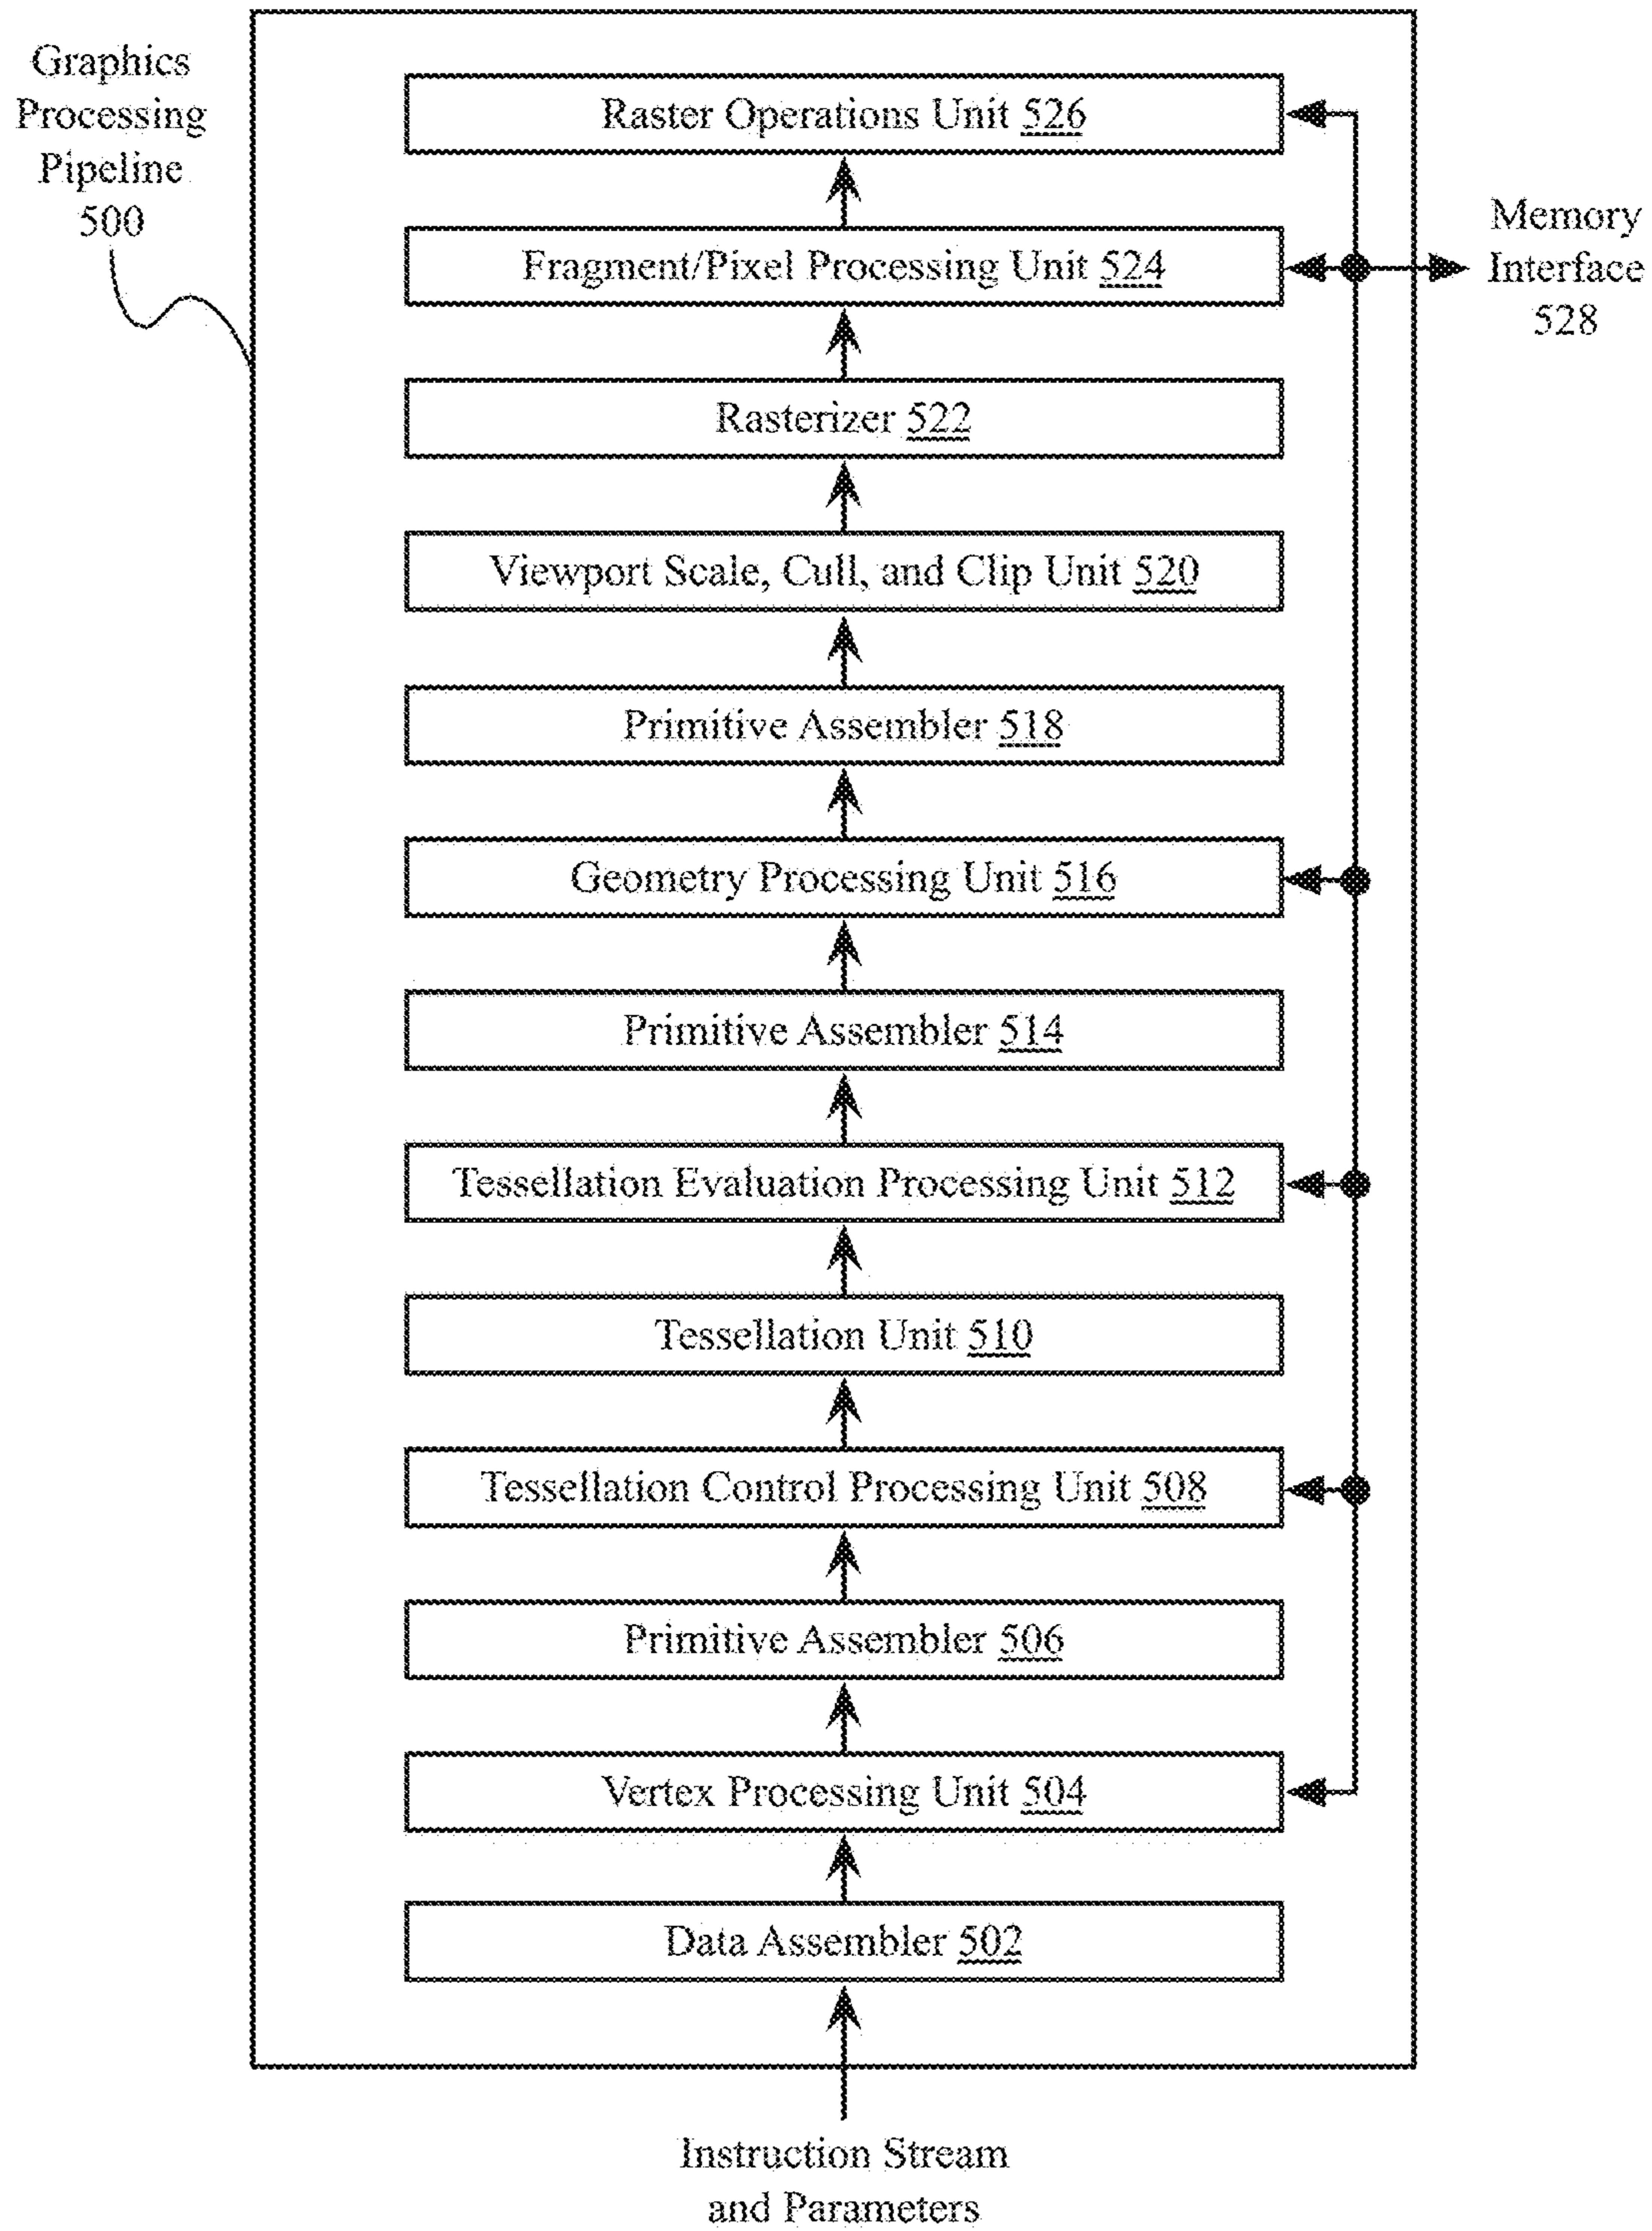 Graphics
Processing
Pipeline
500
Raster Operations Unit 526
Fragment/Pixel Processing Unit 524
Memory
Interface
528
Rasterizer 522
Viewport Scale, Cull, and Clip Unit 520
Primitive Assembler 518
Geometry Processing Unit 516
Primitive Assembler 514
Tessellation Evaluation Processing Unit 512
Tessellation Unit 510
Tessellation Control Processing Unit 508
Primitive Assembler 506
Vertex Processing Unit 504
Data Assembler 502
Instruction Stream
and Parameters